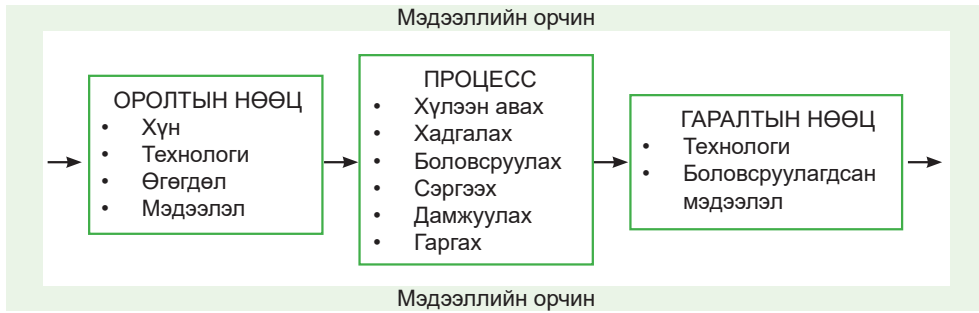 Мэдээллийн орчин
ОРОЛТЫН НӨӨЦ
• Хүн
• Технологи
• Өгөгдөл
• Мэдээлэл
ПРОЦЕСС
• Хүлээн авах
• Хадгалах
• Боловсруулах
• Сэргээх
• Дамжуулах
• Гаргах
ГАРАЛТЫН НӨӨЦ
• Технологи
• Боловсруулагдсан
мэдээлэл
Мэдээллийн орчин